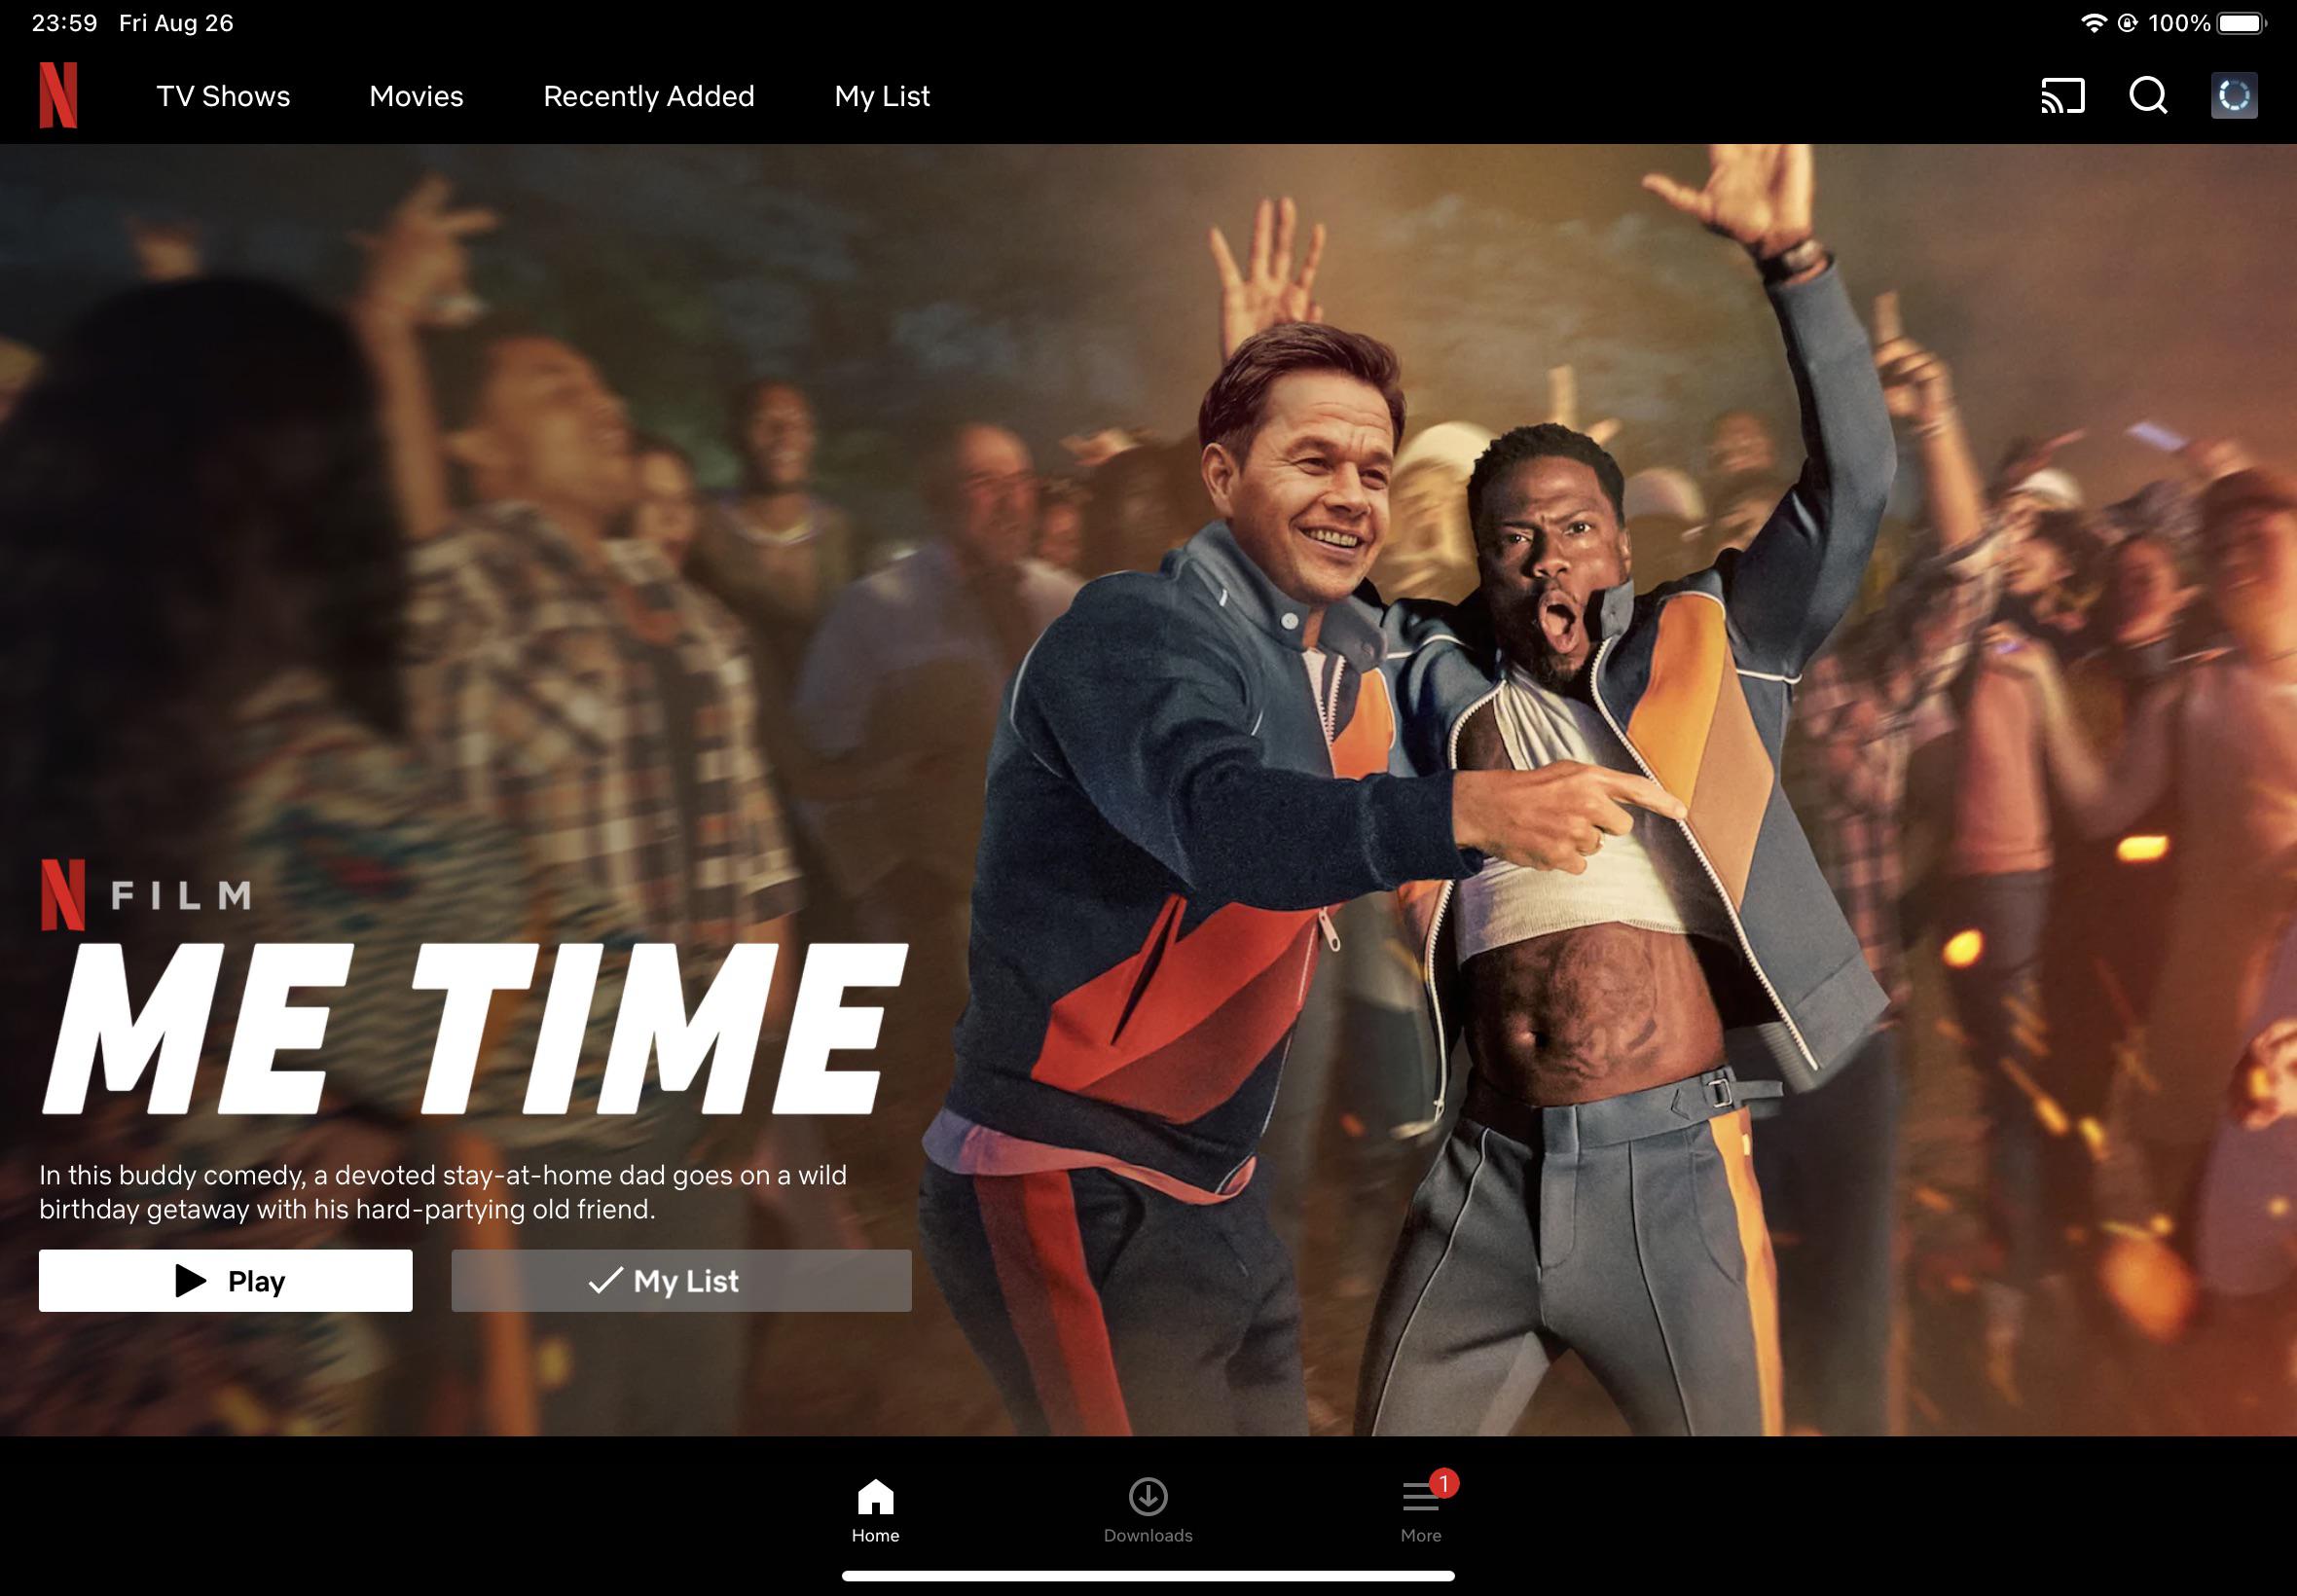 23:59 Fri Aug 26
100%
N TV Shows Movies Recently Added My List
N FILM
ME TIME
In this buddy comedy, a devoted stay-at-home dad goes on a wild
birthday getaway with his hard-partying old friend.
Play My List
1
Home Downloads More